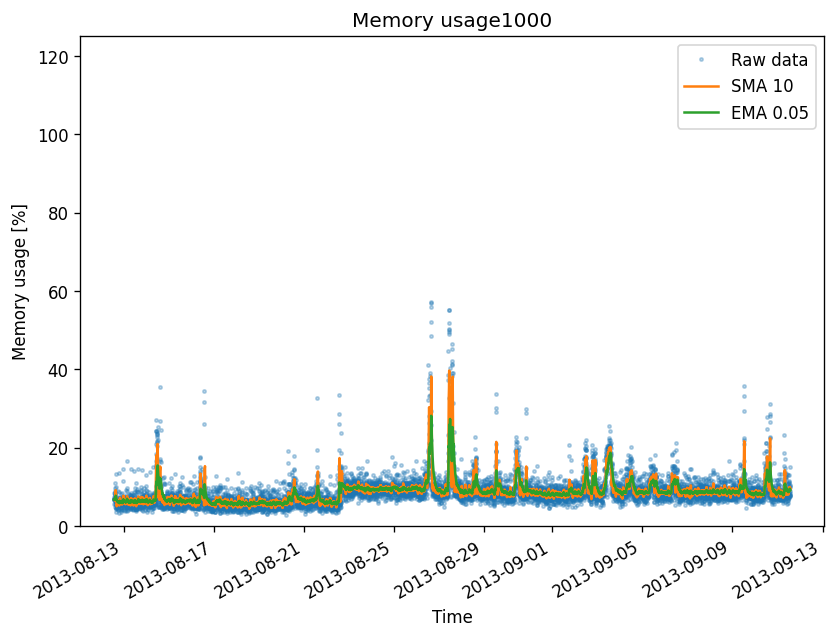 Memory usage1000
Raw data
SMA 10
EMA 0.05
Memory usage [%]
120
100
80
60
40
20
0
2013-08-13
2013-08-17
2013-08-21
2013-08-25
2013-08-29
2013-09-01
2013-09-05
2013-09-09
2013-09-13
Time